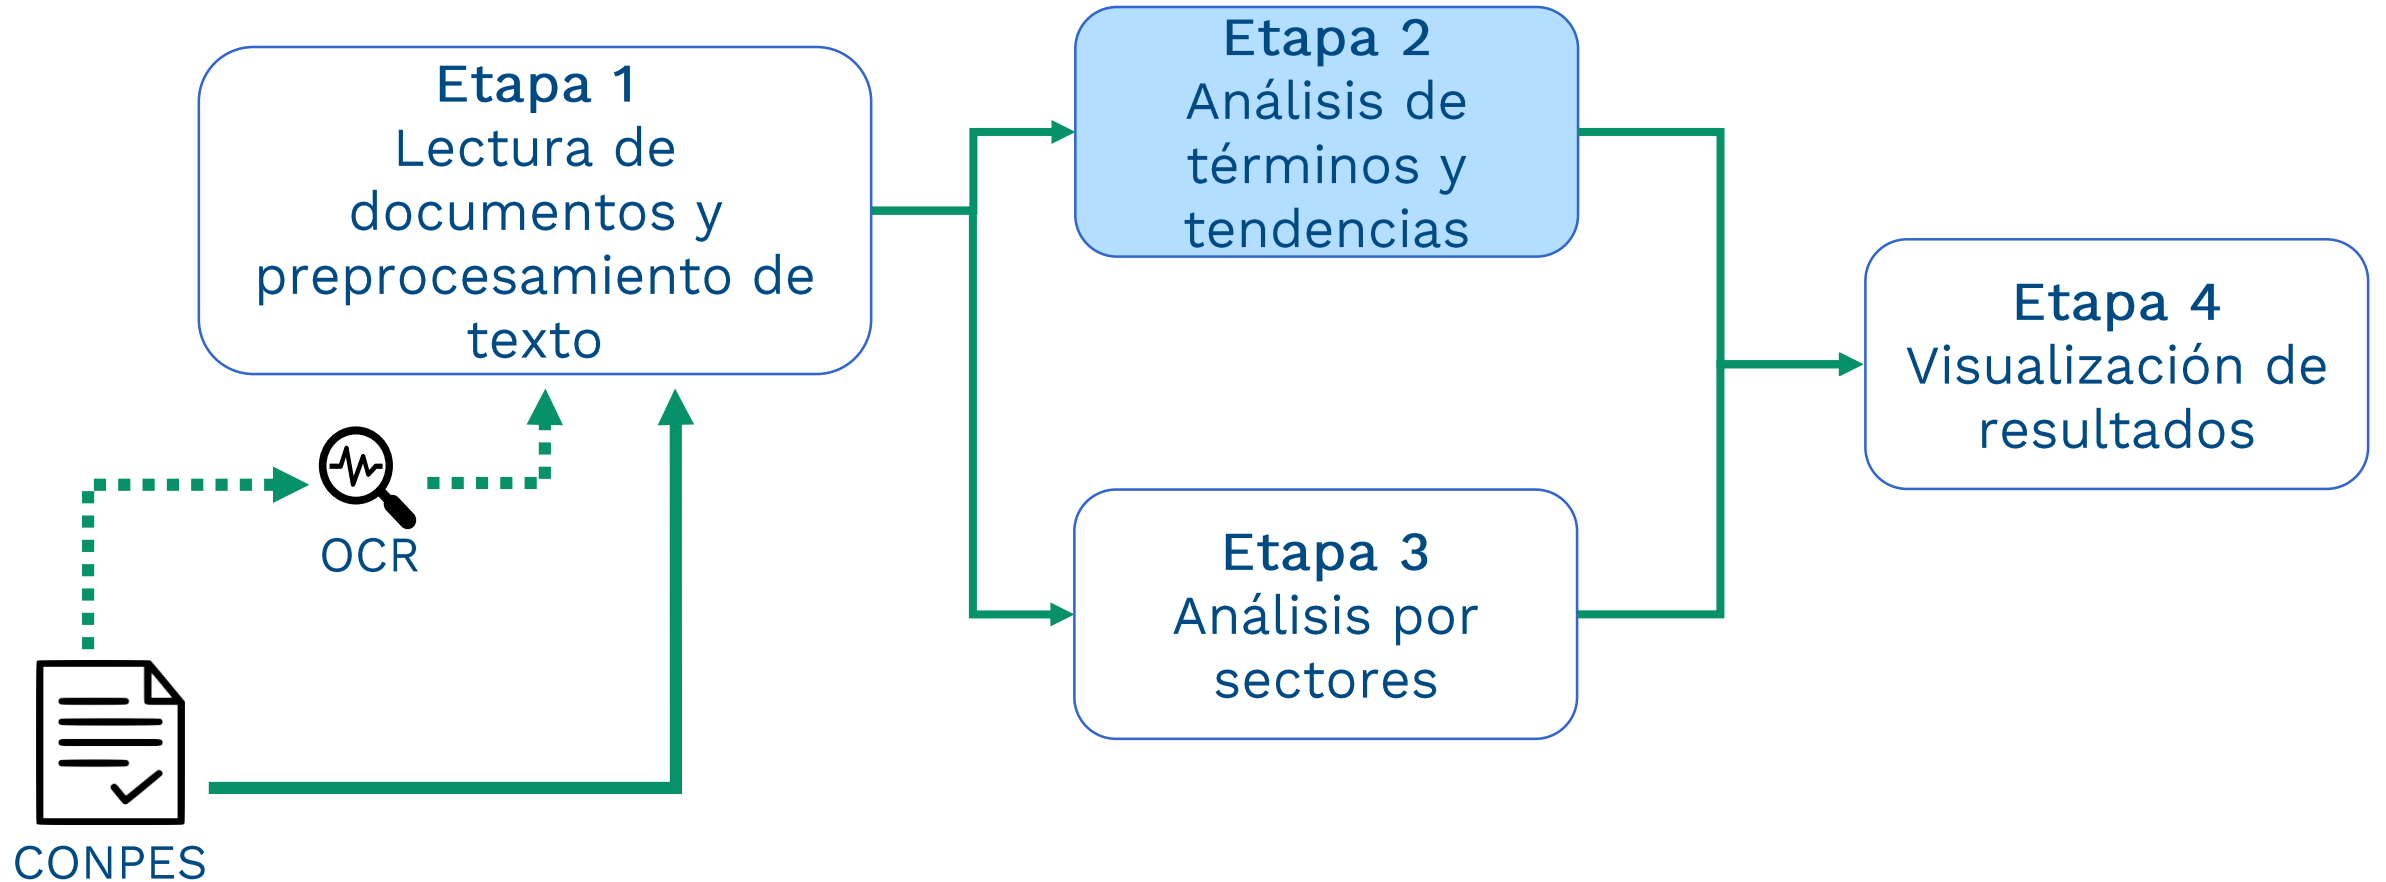 Etapa 1
Lectura de
documentos y
preprocesamiento de
texto
OCR
CONPES
Etapa 2
Análisis de
términos y
tendencias
Etapa 3
Análisis por
sectores
Etapa 4
Visualización de
resultados